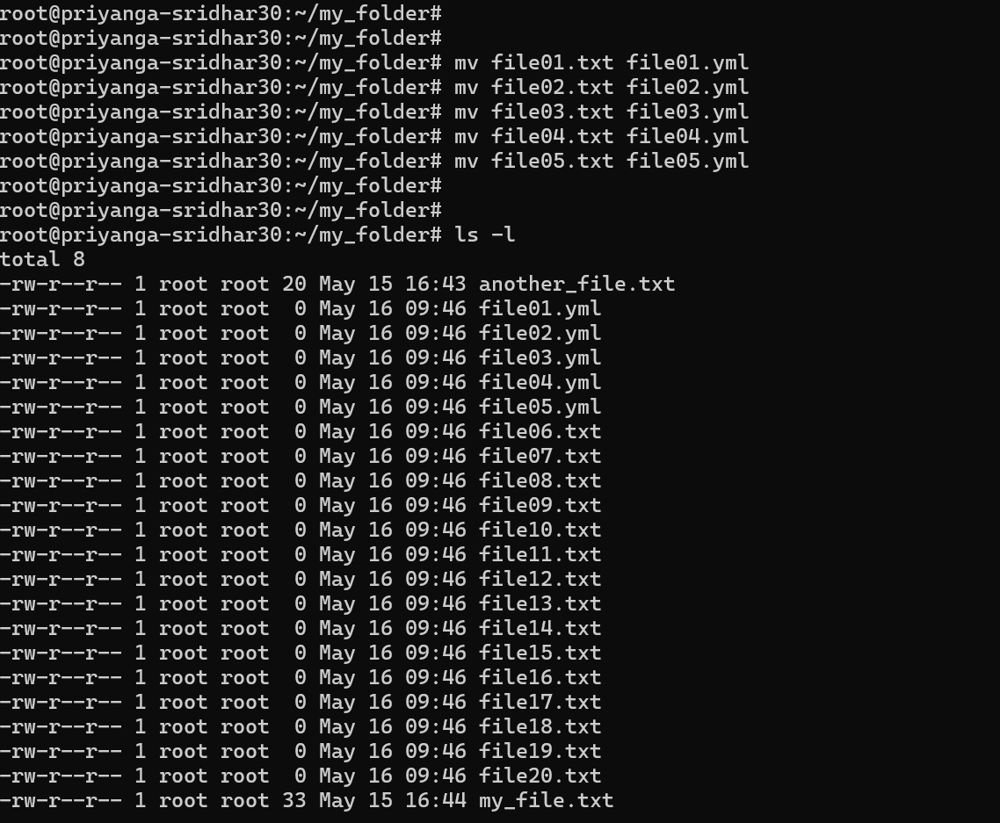 root@priyanga-sridhar30:~/my_folder#
root@priyanga-sridhar30:~/my_folder#
root@priyanga-sridhar30:~/my_folder# mv file01.txt file01.yml
root@priyanga-sridhar30:~/my_folder# mv file02.txt file02.yml
root@priyanga-sridhar30:~/my_folder# mv file03.txt file03.yml
root@priyanga-sridhar30:~/my_folder# mv file04.txt file04.yml
root@priyanga-sridhar30:~/my_folder# mv file05.txt file05.yml
root@priyanga-sridhar30:~/my_folder#
root@priyanga-sridhar30:~/my_folder#
root@priyanga-sridhar30:~/my_folder# ls -l
total 8
-rw-r--r-- 1 root root 20 May 15 16:43 another_file.txt
-rw-r--r-- 1 root root  0 May 16 09:46 file01.yml
-rw-r--r-- 1 root root  0 May 16 09:46 file02.yml
-rw-r--r-- 1 root root  0 May 16 09:46 file03.yml
-rw-r--r-- 1 root root  0 May 16 09:46 file04.yml
-rw-r--r-- 1 root root  0 May 16 09:46 file05.yml
-rw-r--r-- 1 root root  0 May 16 09:46 file06.txt
-rw-r--r-- 1 root root  0 May 16 09:46 file07.txt
-rw-r--r-- 1 root root  0 May 16 09:46 file08.txt
-rw-r--r-- 1 root root  0 May 16 09:46 file09.txt
-rw-r--r-- 1 root root  0 May 16 09:46 file10.txt
-rw-r--r-- 1 root root  0 May 16 09:46 file11.txt
-rw-r--r-- 1 root root  0 May 16 09:46 file12.txt
-rw-r--r-- 1 root root  0 May 16 09:46 file13.txt
-rw-r--r-- 1 root root  0 May 16 09:46 file14.txt
-rw-r--r-- 1 root root  0 May 16 09:46 file15.txt
-rw-r--r-- 1 root root  0 May 16 09:46 file16.txt
-rw-r--r-- 1 root root  0 May 16 09:46 file17.txt
-rw-r--r-- 1 root root  0 May 16 09:46 file18.txt
-rw-r--r-- 1 root root  0 May 16 09:46 file19.txt
-rw-r--r-- 1 root root  0 May 16 09:46 file20.txt
-rw-r--r-- 1 root root 33 May 15 16:44 my_file.txt